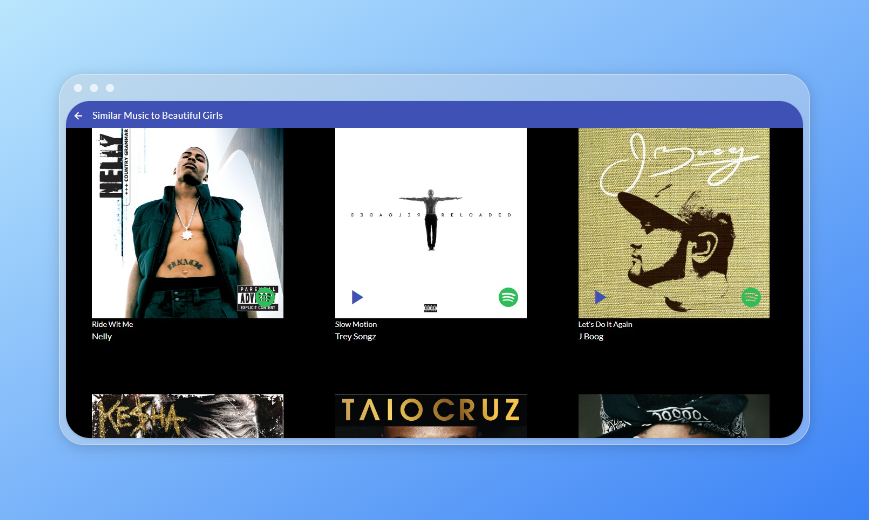 Similar Music to Beautiful Girls
NELLY
COUNTRY GRAMMAR
PARENTAL
ADVISORY
EXPLICIT CONTENT
RELOADED
J Boog
Ride Wit Me
Nelly
Slow Motion
Trey Songz
Let's Do It Again
J Boog
KE$HA
TAIO CRUZ